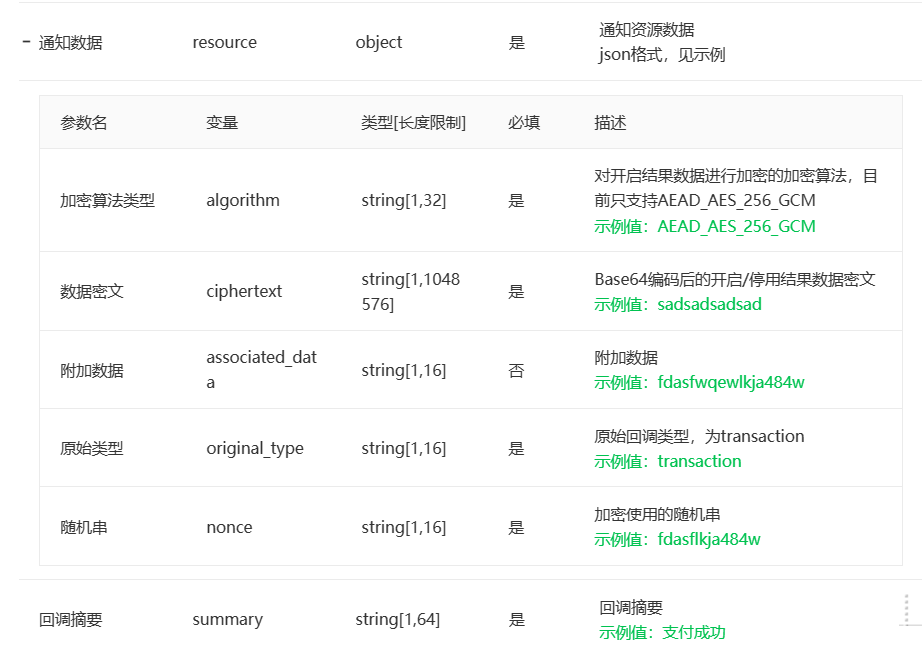 通知资源数据
− 通知数据 resource object 是
json格式，见示例
参数名 变量 类型[长度限制] 必填 描述
对开启结果数据进行加密的加密算法，目
加密算法类型 algorithm string[1,32] 是 前只支持AEAD_AES_256_GCM
示例值：AEAD_AES_256_GCM
string[1,1048 Base64编码后的开启/停用结果数据密文
数据密文 ciphertext 是
576] 示例值：sadsadsadsad
associated_dat 附加数据
附加数据 string[1,16] 否
a 示例值：fdasfwqewlkja484w
原始回调类型，为transaction
原始类型 original_type string[1,16] 是
示例值：transaction
加密使用的随机串
随机串 nonce string[1,16] 是
示例值：fdasflkja484w
回调摘要
回调摘要 summary string[1,64] 是
示例值：支付成功